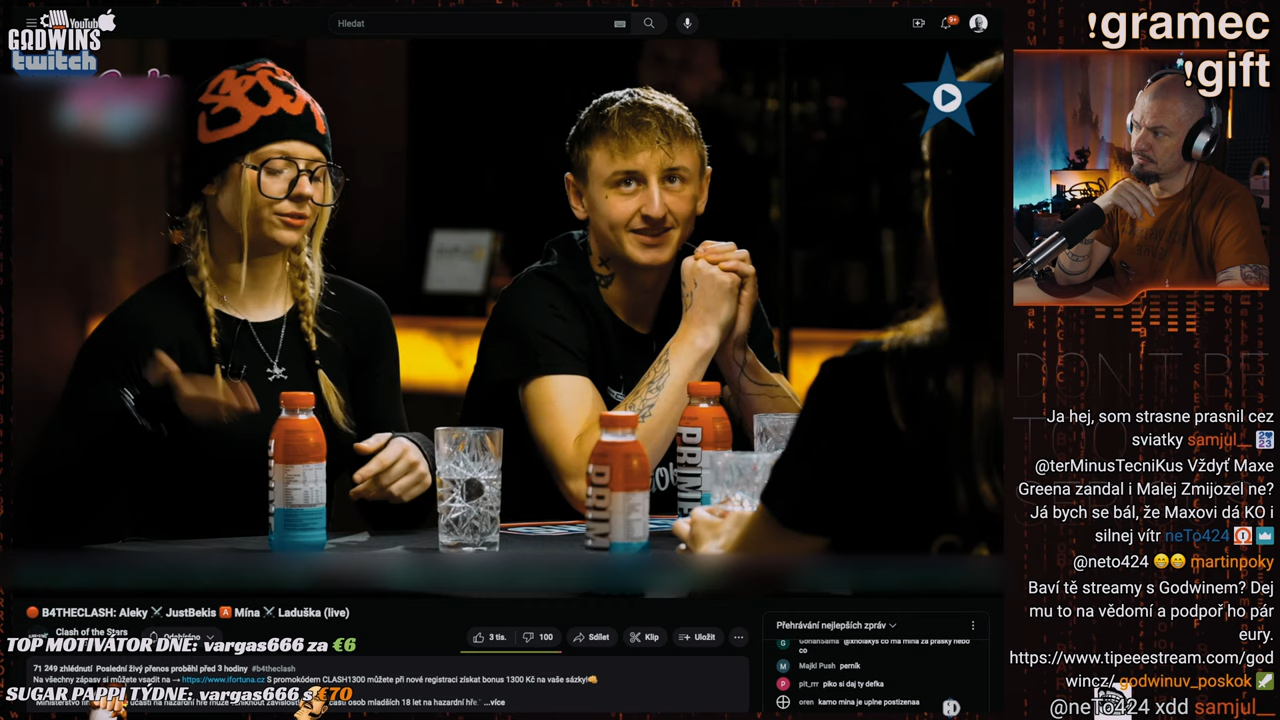 YouTube
GODWINS
twitch
Hledat
9+
!gramec
!gift
PRIME
PRIME
B4THECLASH: Aleky ⚔ JustBekis 🅰 Mína ⚔ Laduška (live)
Clash of the Stars
Odebíráno
3 tis.
100
Sdílet
Klip
Uložit
TOP MOTIVÁTOR DNE: vargas666 za €6
71 249 zhlédnutí Poslední živý přenos proběhl před 3 hodiny #b4theclash
Na všechny zápasy si můžete vsadit na → https://www.ifortuna.cz S promokódem CLASH1300 můžete při nové registraci získat bonus 1300 Kč na vaše sázky!
SUGAR PAPPI TÝDNE: vargas666 s €70
...více
Přehrávání nejlepších zpráv
co
Majkl Push perník
pit_rrr piko si daj ty defka
oren kamo mina je uplne postizenaa
Ja hej, som strasne prasnil cez
sviatky samjul__
@terMinusTecniKus Vždyť Maxe
Greena zandal i Malej Zmijozel ne?
Já bych se bál, že Maxovi dá KO i
silnej vítr neTo424
@neto424 😁😁 martinpoky
Baví tě streamy s Godwinem? Dej
mu to na vědomí a podpoř ho pár
eury.
https://www.tipeeestream.com/god
wincz/ godwinuv_poskok
@neTo424 xdd samjul__